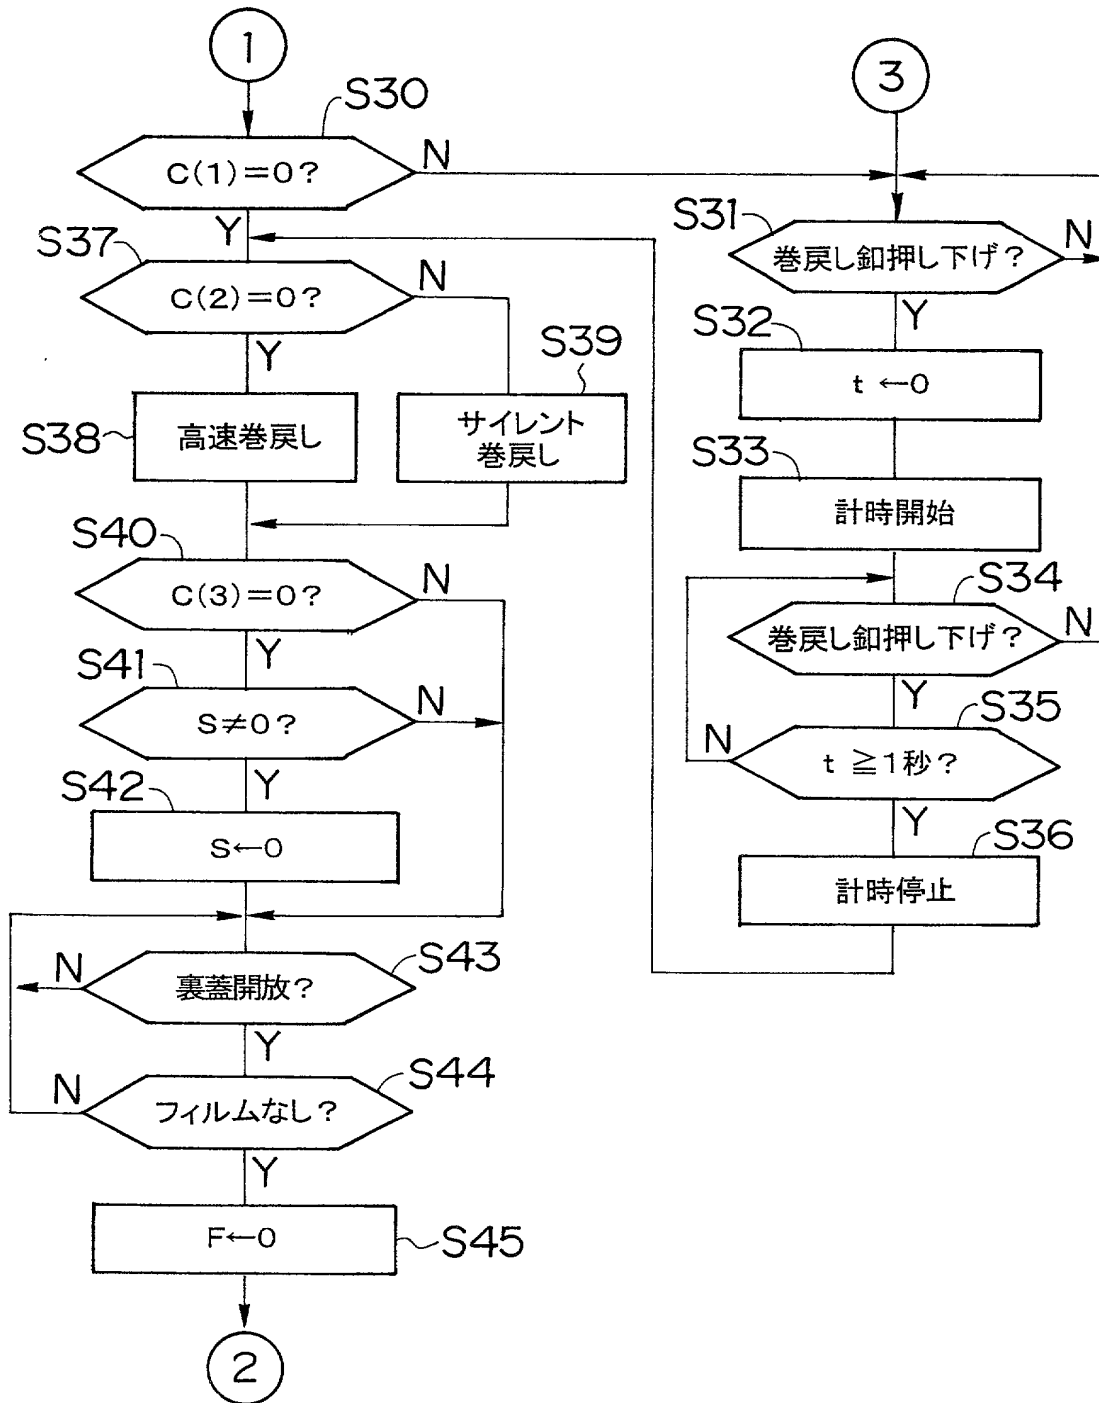 1
S30
C(1)=0?
N
Y
S37
C(2)=0?
N
Y
S38
高速巻戻し
S39
サイレント
巻戻し
S40
C(3)=0?
N
Y
S41
S≠0?
N
Y
S42
S←0
S43
裏蓋開放?
N
Y
S44
フィルムなし?
N
Y
S45
F←0
2
3
S31
巻戻し釦押し下げ?
N
Y
S32
t←0
S33
計時開始
S34
巻戻し釦押し下げ?
N
Y
S35
t≧1秒?
N
Y
S36
計時停止